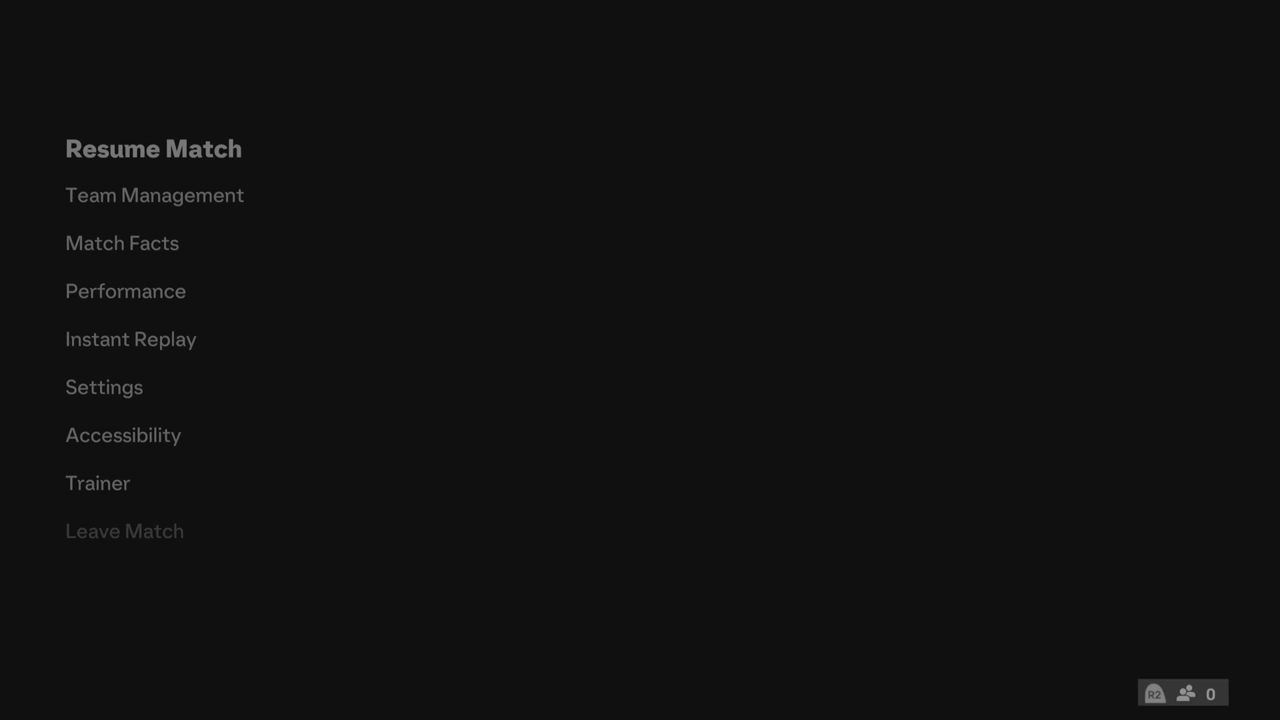 Resume Match
Team Management
Match Facts
Performance
Instant Replay
Settings
Accessibility
Trainer
Leave Match
R2 0